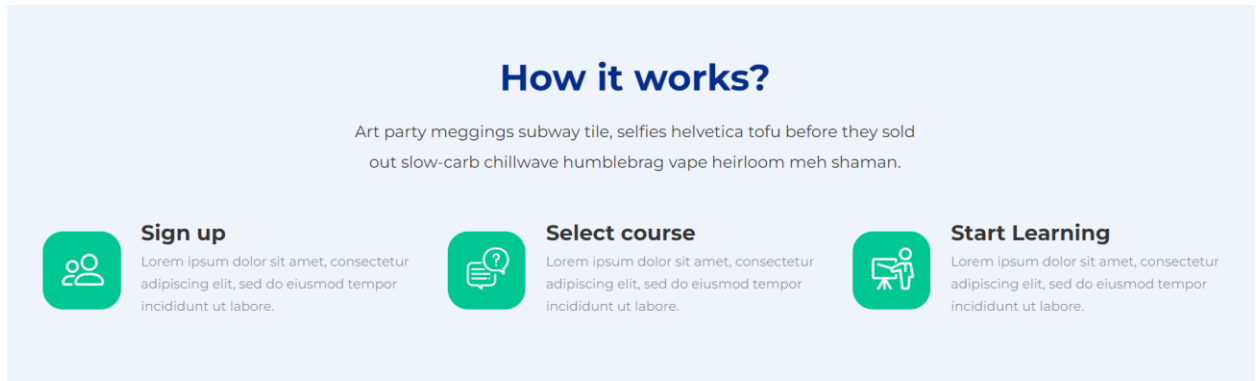 How it works?
Art party meggings subway tile, selfies helvetica tofu before they sold
out slow-carb chillwave humblebrag vape heirloom meh shaman.
Sign up
Lorem ipsum dolor sit amet, consectetur
adipiscing elit, sed do eiusmod tempor
incididunt ut labore.
?
Select course
Lorem ipsum dolor sit amet, consectetur
adipiscing elit, sed do eiusmod tempor
incididunt ut labore.
Start Learning
Lorem ipsum dolor sit amet, consectetur
adipiscing elit, sed do eiusmod tempor
incididunt ut labore.